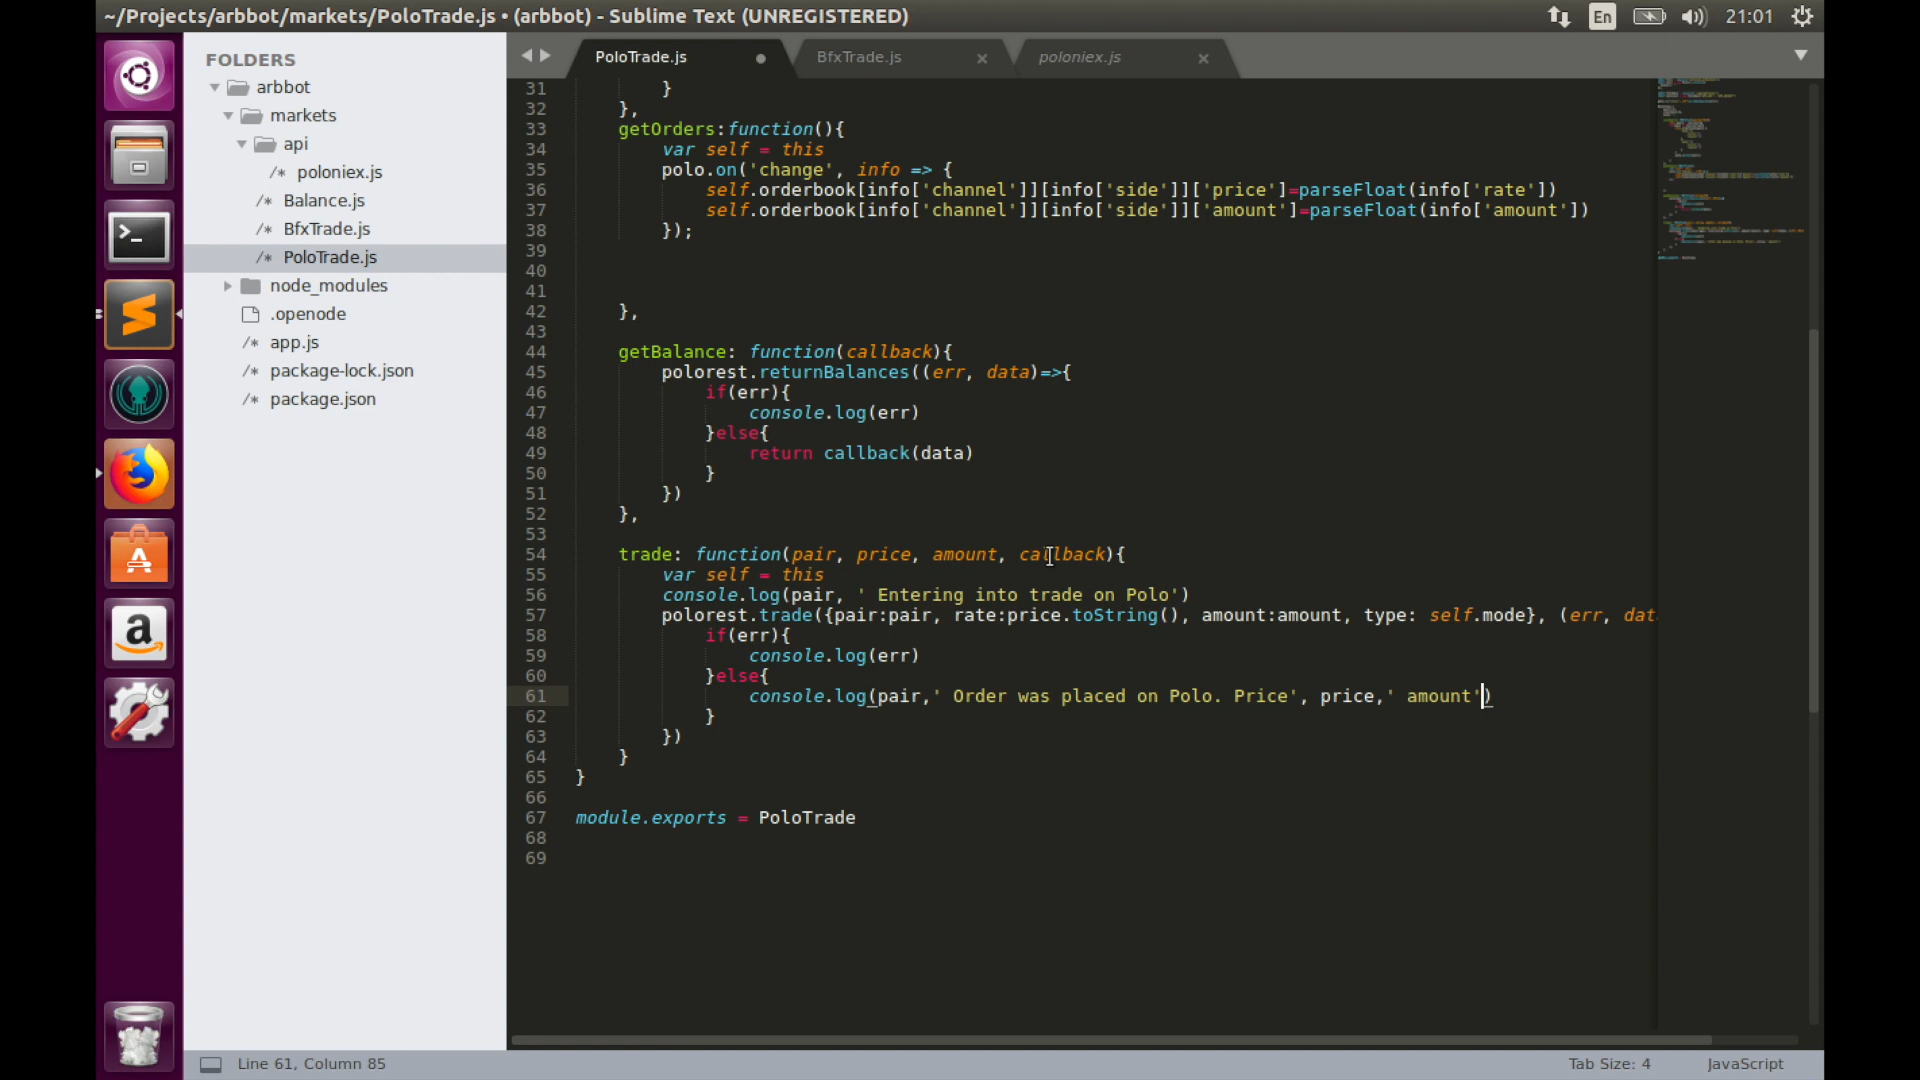 ~/Projects/arbbot/markets/PoloTrade.js • (arbbot) - Sublime Text (UNREGISTERED)
En
21:01
FOLDERS
arbbot
markets
api
/* poloniex.js
/* Balance.js
/* BfxTrade.js
/* PoloTrade.js
node_modules
.openode
/* app.js
/* package-lock.json
/* package.json
PoloTrade.js
BfxTrade.js
poloniex.js
31 }
32 },
33 getOrders:function(){
34 var self = this
35 polo.on('change', info => {
36 self.orderbook[info['channel']][info['side']]['price']=parseFloat(info['rate'])
37 self.orderbook[info['channel']][info['side']]['amount']=parseFloat(info['amount'])
38 });
39
40
41
42 },
43
44 getBalance: function(callback){
45 polorest.returnBalances((err, data)=>{
46 if(err){
47 console.log(err)
48 }else{
49 return callback(data)
50 }
51 })
52 },
53
54 trade: function(pair, price, amount, callback){
55 var self = this
56 console.log(pair, ' Entering into trade on Polo')
57 polorest.trade({pair:pair, rate:price.toString(), amount:amount, type: self.mode}, (err, dat
58 if(err){
59 console.log(err)
60 }else{
61 console.log(pair,' Order was placed on Polo. Price', price,' amount')
62 }
63 })
64 }
65 }
66
67 module.exports = PoloTrade
68
69
Line 61, Column 85
Tab Size: 4
JavaScript